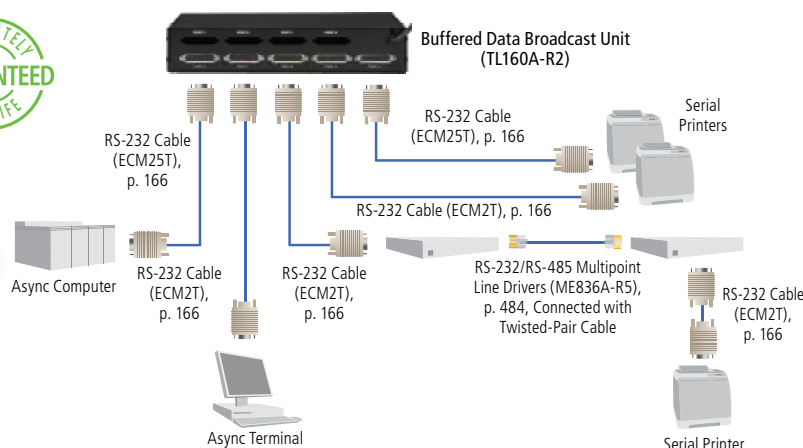 NTEED
Buffered Data Broadcast Unit
(TL160A-R2)
RS-232 Cable
(ECM25T),
p. 166
Serial
Printers
RS-232 Cable
(ECM25T),
p. 166
RS-232 Cable (ECM2T), p. 166
Async Computer
RS-232 Cable
(ECM2T),
p. 166
RS-232 Cable
(ECM2T),
p. 166
RS-232/RS-485 Multipoint
Line Drivers (ME836A-R5),
p. 484, Connected with
Twisted-Pair Cable
RS-232 Cable
(ECM2T),
p. 166
Async Terminal
Serial Printer